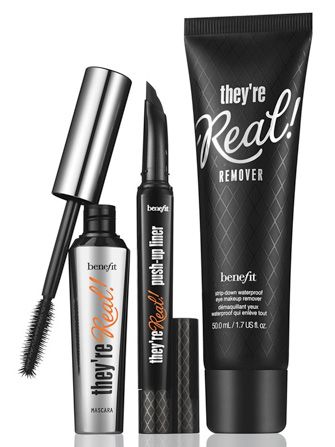 benefit
they're Real!
MASCARA
benefit
they're Real! push-up liner
they're
Real!
REMOVER
benefit
strip-down waterproof
eye makeup remover
démaquillant yeux
waterproof qui enlève tout
50.0 mL / 1.7 US fl. oz.